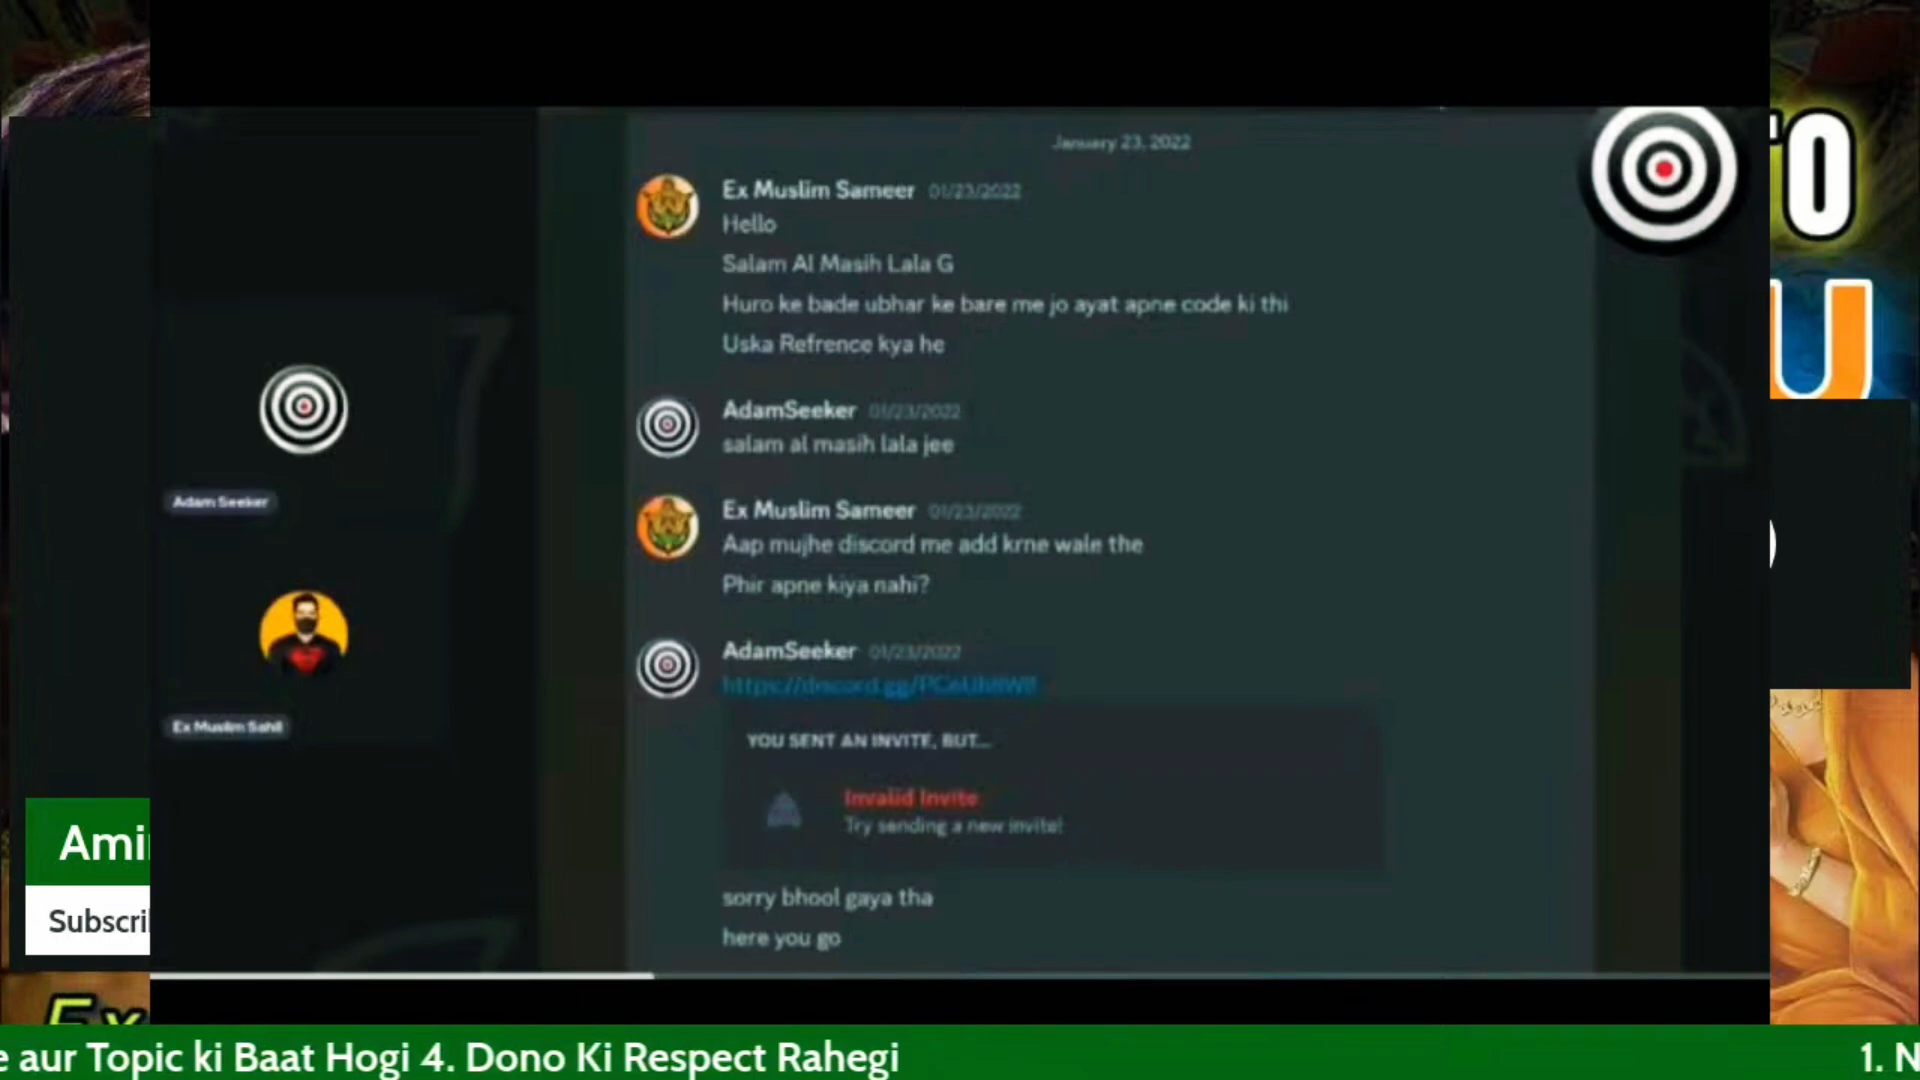 January 23, 2022
Ex Muslim Sameer 01/23/2022
Hello
Salam Al Masih Lala G
Huro ke bade ubhar ke bare me jo ayat apne code ki thi
Uska Refrence kya he
AdamSeeker 01/23/2022
salam al masih lala jee
Ex Muslim Sameer 01/23/2022
Aap mujhe discord me add krne wale the
Phir apne kiya nahi?
AdamSeeker 01/23/2022
YOU SENT AN INVITE, BUT...
Invalid Invite
Try sending a new invite!
sorry bhool gaya tha
here you go
Adam Seeker
Ex Muslim Sahil
TO
U
Ami
Subscri
Ex
e aur Topic ki Baat Hogi 4. Dono Ki Respect Rahegi
1. N